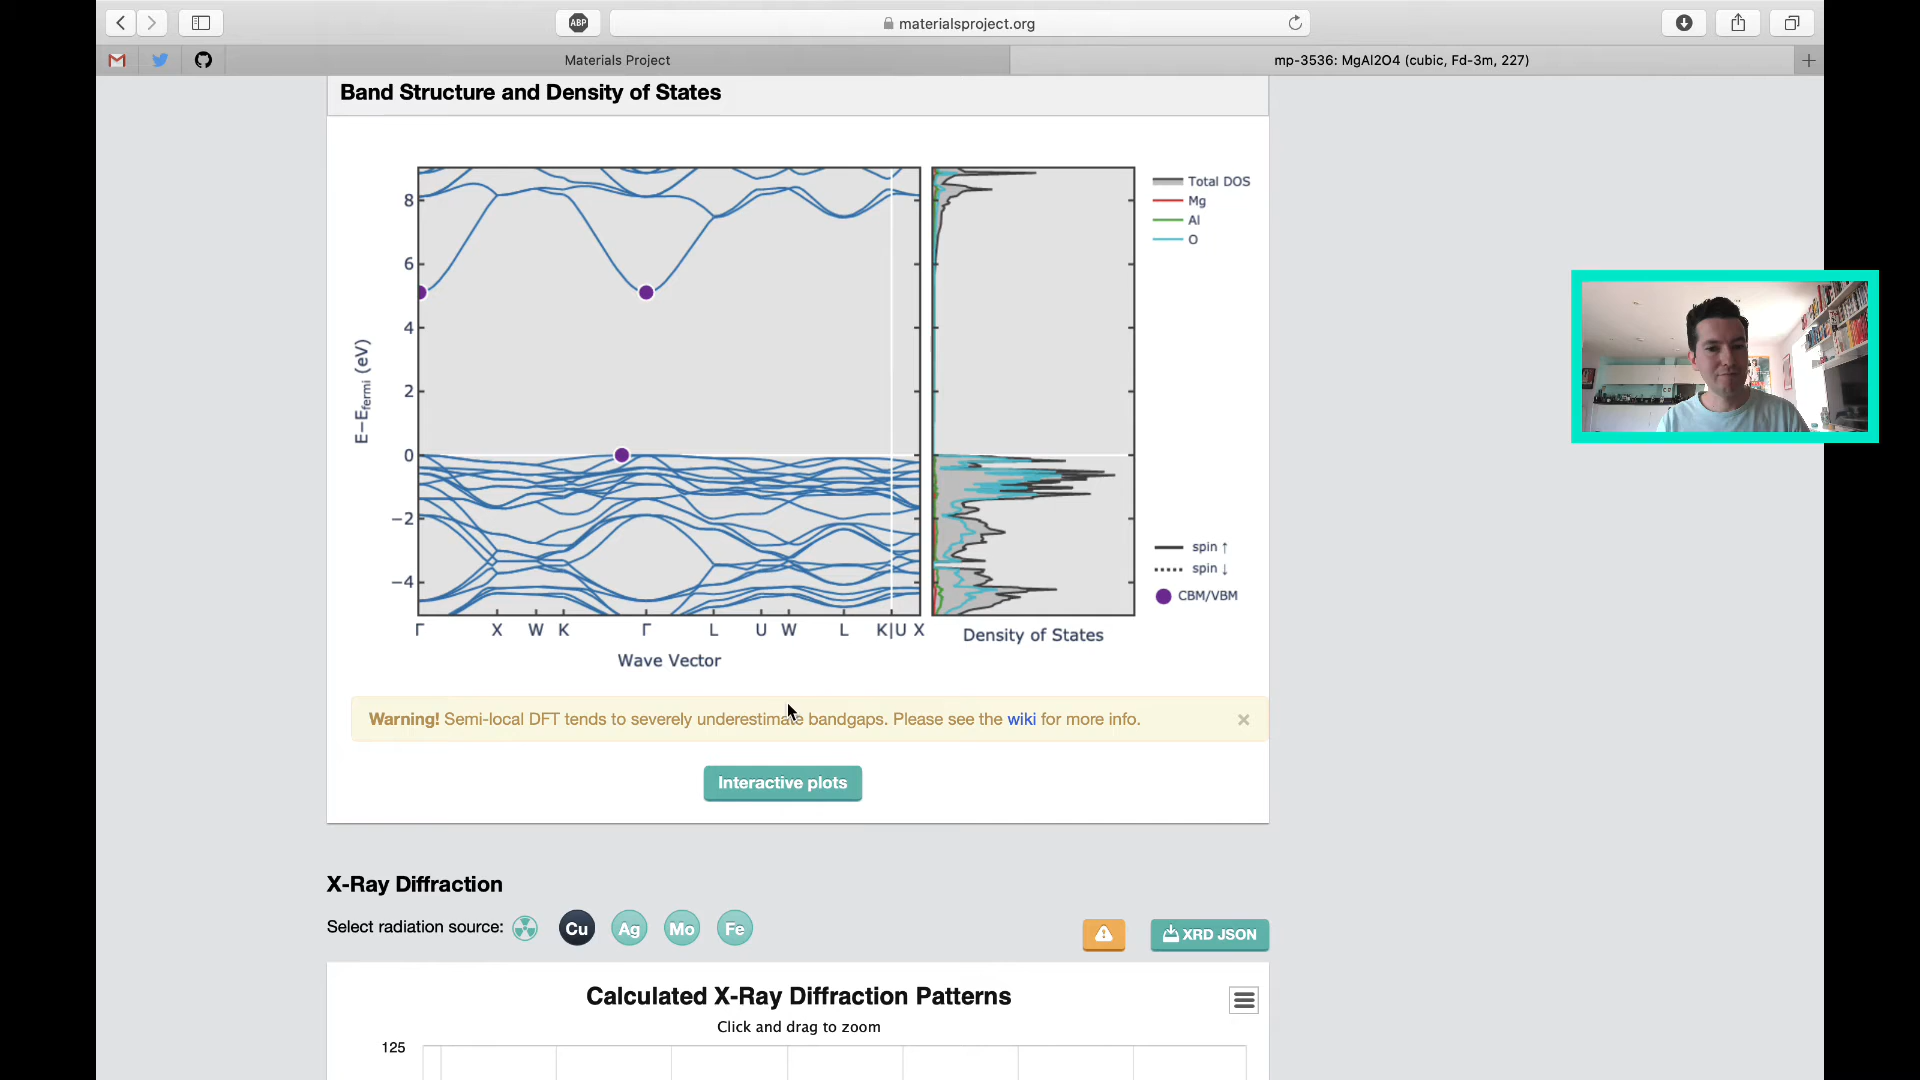 ABP
materialsproject.org
Materials Project
mp-3536: MgAl2O4 (cubic, Fd-3m, 227)
Band Structure and Density of States
E−Efermi (eV)
8
6
4
2
0
−2
−4
Γ X W K Γ L U W L K|U X
Wave Vector
Density of States
Total DOS
Mg
Al
O
spin ↑
spin ↓
CBM/VBM
Warning! Semi-local DFT tends to severely underestimate bandgaps. Please see the wiki for more info. ×
Interactive plots
X-Ray Diffraction
Select radiation source: Cu Ag Mo Fe
XRD JSON
Calculated X-Ray Diffraction Patterns
Click and drag to zoom
125